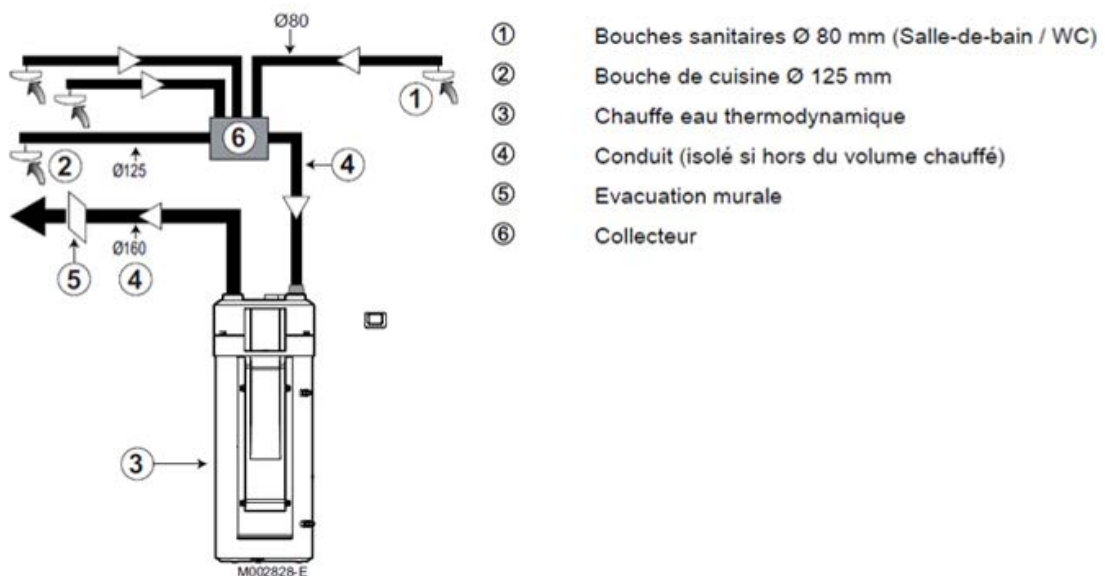 Ø80
①
②
Ø125
⑥
④
Ø160
⑤
④
③
M002828-E
① Bouches sanitaires Ø 80 mm (Salle-de-bain / WC)
② Bouche de cuisine Ø 125 mm
③ Chauffe eau thermodynamique
④ Conduit (isolé si hors du volume chauffé)
⑤ Evacuation murale
⑥ Collecteur